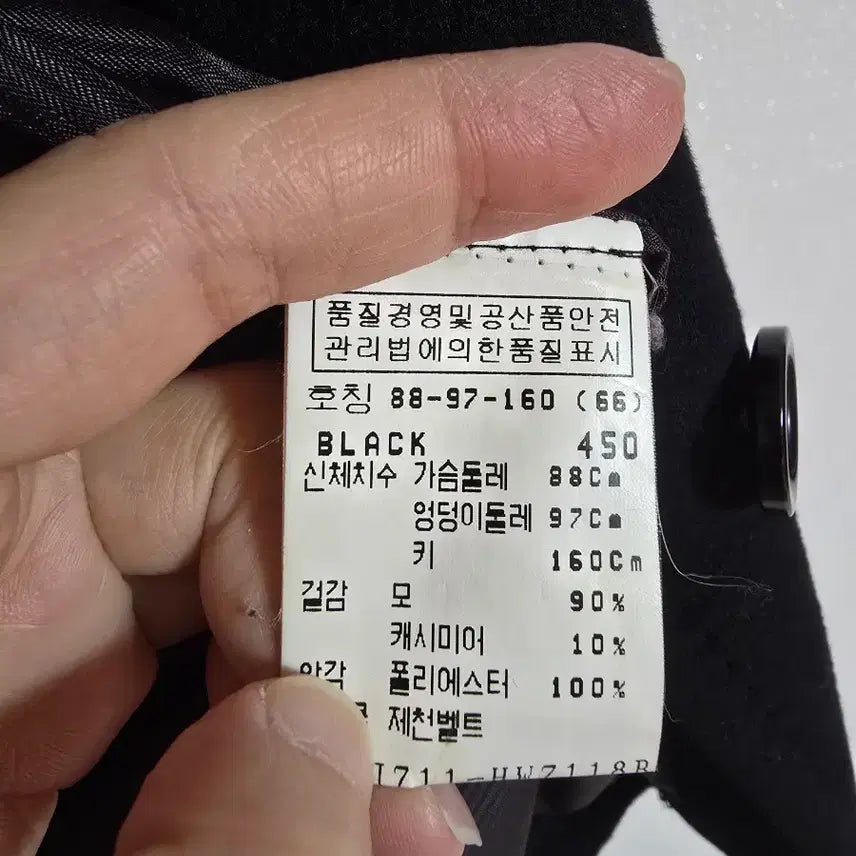 품질경영및공산품안전
관리법에의한품질표시
호칭 88-97-160 (66)
BLACK 450
신체치수 가슴둘레 88Cm
엉덩이둘레 97Cm
키 160Cm
겉감 모 90%
캐시미어 10%
폴리에스터 100%
제천벨트